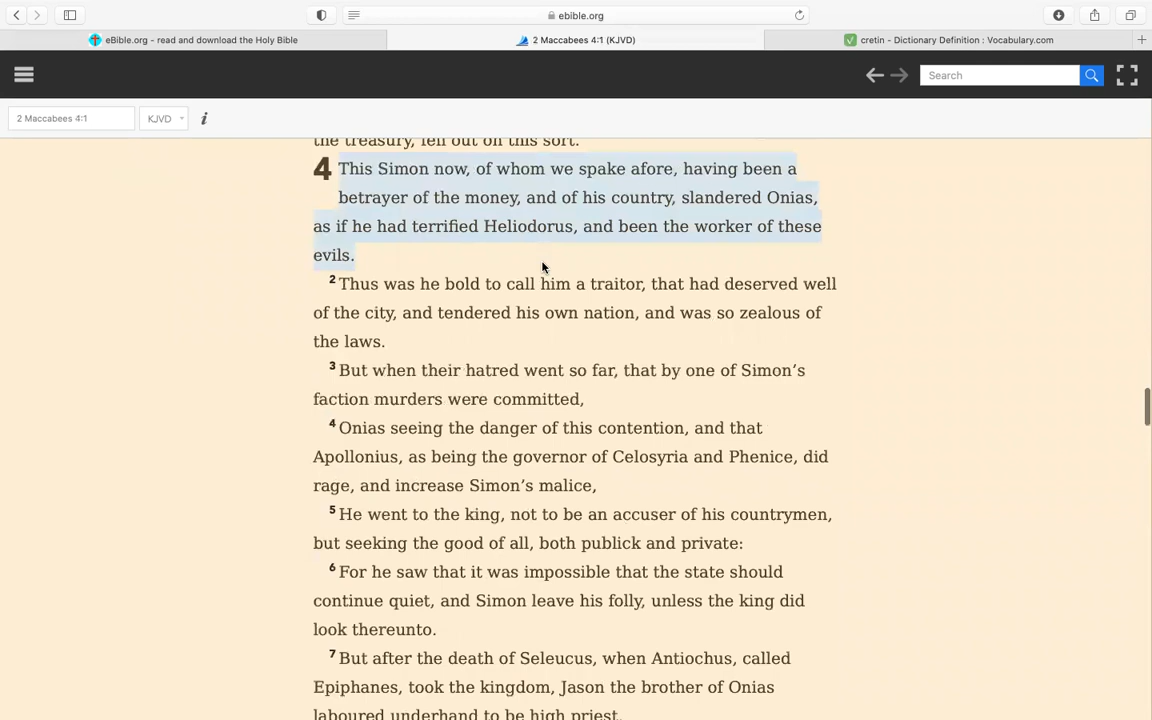 ebible.org
eBible.org - read and download the Holy Bible
2 Maccabees 4:1 (KJVD)
cretin - Dictionary Definition : Vocabulary.com
Search
2 Maccabees 4:1
KJVD
i
the treasury, fell out on this sort.
4 This Simon now, of whom we spake afore, having been a
betrayer of the money, and of his country, slandered Onias,
as if he had terrified Heliodorus, and been the worker of these
evils.
2 Thus was he bold to call him a traitor, that had deserved well
of the city, and tendered his own nation, and was so zealous of
the laws.
3 But when their hatred went so far, that by one of Simon’s
faction murders were committed,
4 Onias seeing the danger of this contention, and that
Apollonius, as being the governor of Celosyria and Phenice, did
rage, and increase Simon’s malice,
5 He went to the king, not to be an accuser of his countrymen,
but seeking the good of all, both publick and private:
6 For he saw that it was impossible that the state should
continue quiet, and Simon leave his folly, unless the king did
look thereunto.
7 But after the death of Seleucus, when Antiochus, called
Epiphanes, took the kingdom, Jason the brother of Onias
laboured underhand to be high priest,